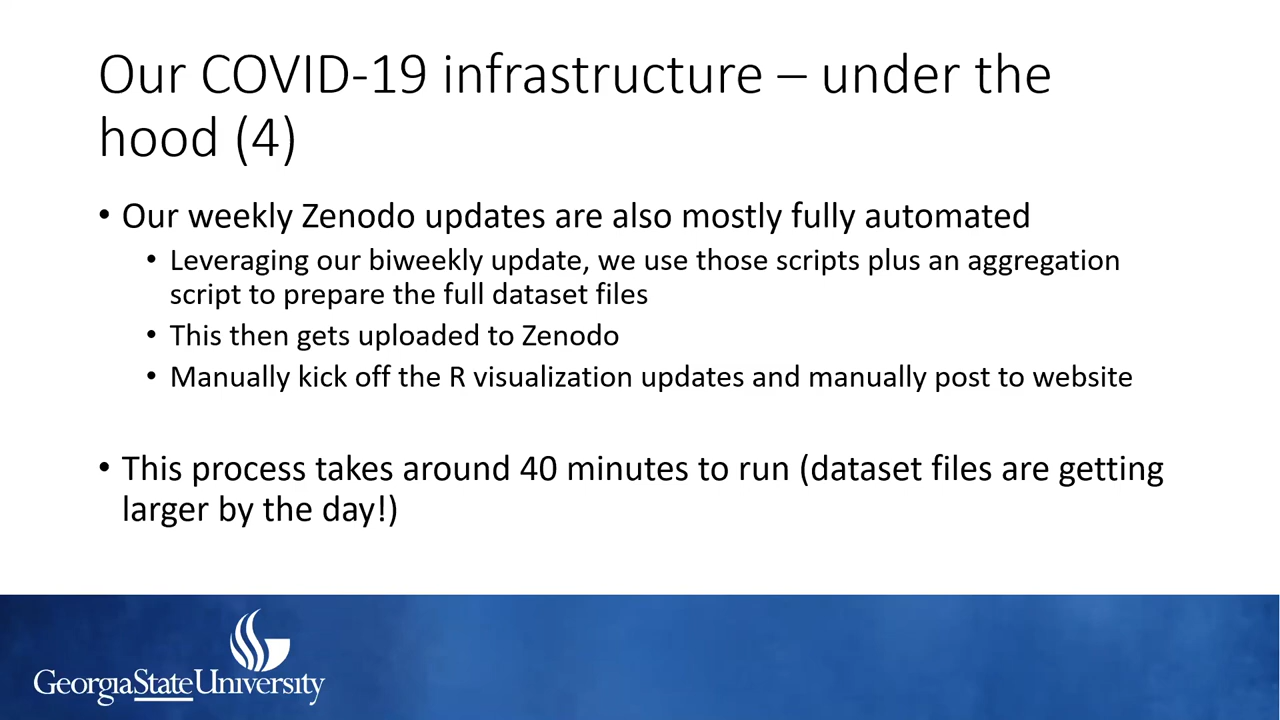 Our COVID-19 infrastructure – under the
hood (4)
• Our weekly Zenodo updates are also mostly fully automated
• Leveraging our biweekly update, we use those scripts plus an aggregation
script to prepare the full dataset files
• This then gets uploaded to Zenodo
• Manually kick off the R visualization updates and manually post to website
• This process takes around 40 minutes to run (dataset files are getting
larger by the day!)
GeorgiaStateUniversity